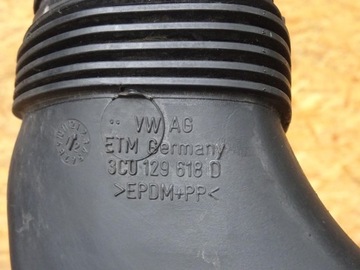 VW AG
ETM Germany
3C0 129 618 D
>EPDM+PP<